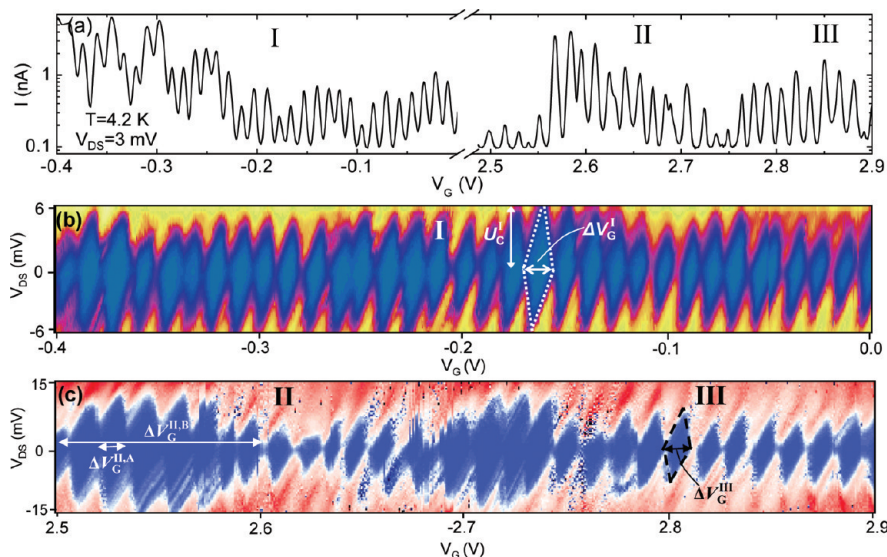 (a)
I
II
III
I (nA)
1
0.1
T=4.2 K
V_DS=3 mV
-0.4 -0.3 -0.2 -0.1 2.5 2.6 2.7 2.8 2.9
V_G (V)
(b)
I
U_C^I
ΔV_G^I
V_DS (mV)
6
0
-6
-0.4 -0.3 -0.2 -0.1 0.0
V_G (V)
(c)
II
III
ΔV_G^II,B
ΔV_G^II,A
ΔV_G^III
V_DS (mV)
15
0
-15
2.5 2.6 -2.7 2.8 2.9
V_G (V)